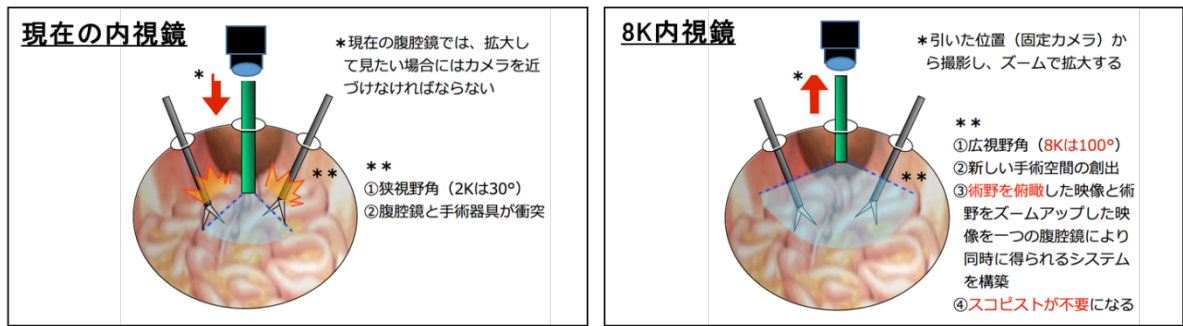 現在の内視鏡
*現在の腹腔鏡では、拡大し
て見たい場合にはカメラを近
づけなければならない
*
**
**
①狭視野角（2Kは30°）
②腹腔鏡と手術器具が衝突
8K内視鏡
*引いた位置（固定カメラ）か
ら撮影し、ズームで拡大する
*
**
**
①広視野角（8Kは100°）
②新しい手術空間の創出
③術野を俯瞰した映像と術
野をズームアップした映
像を一つの腹腔鏡により
同時に得られるシステム
を構築
④スコピストが不要になる